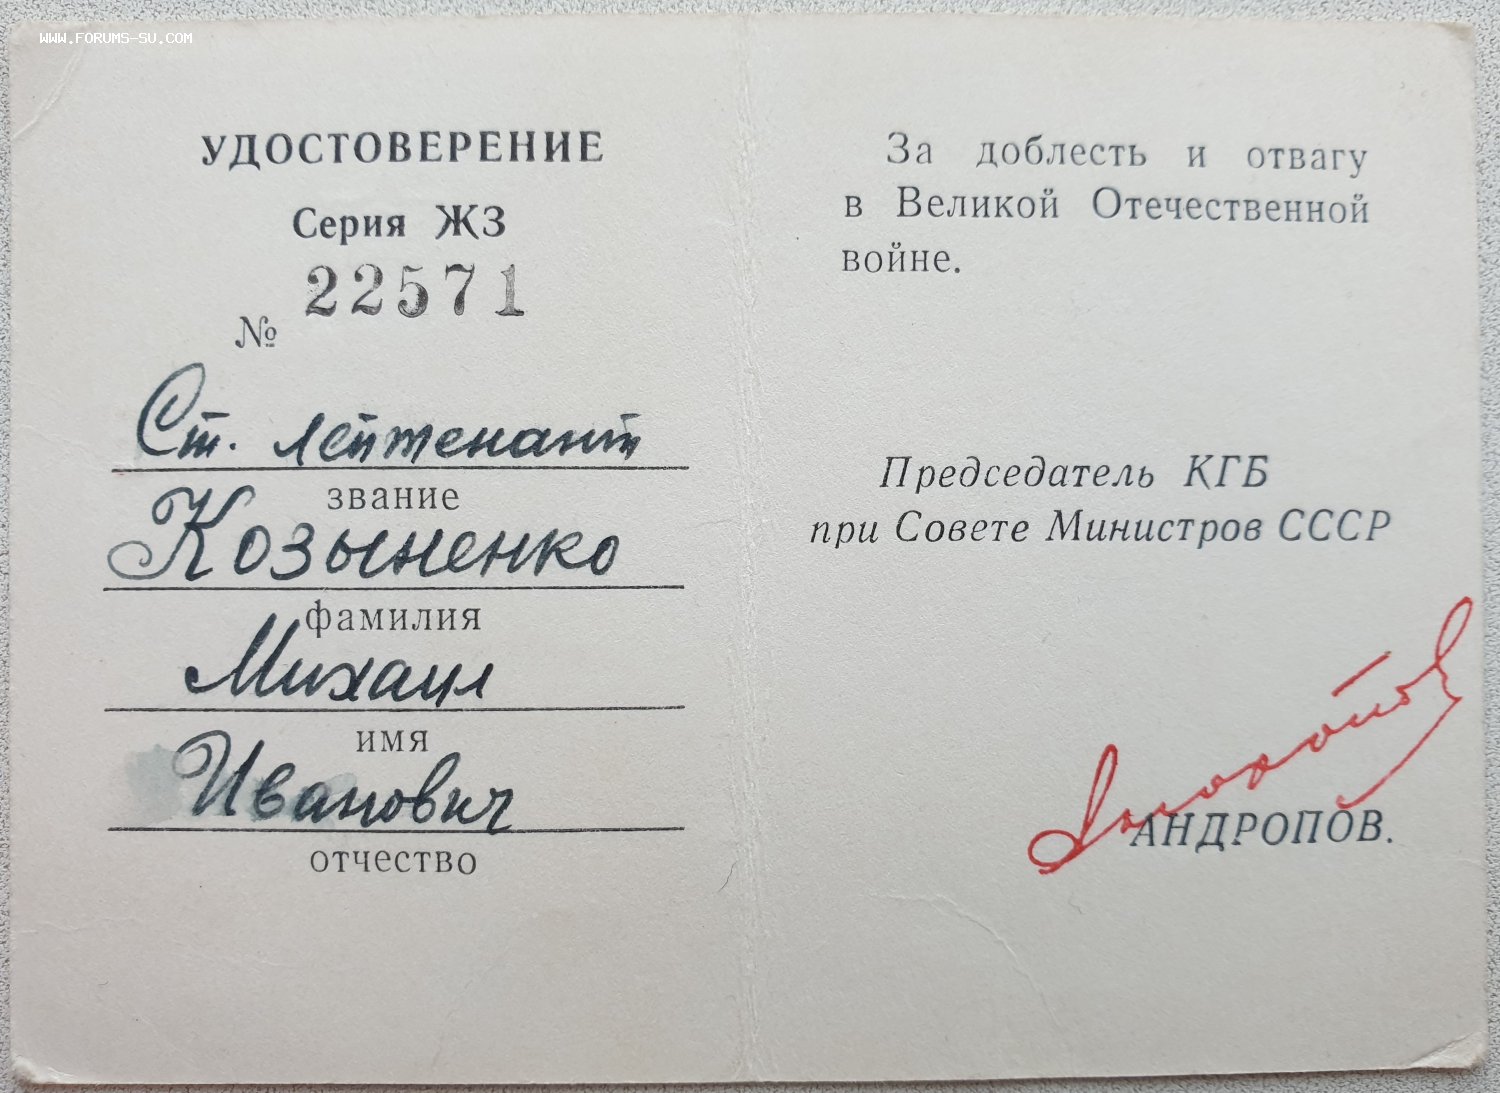 www.forums-su.com
УДОСТОВЕРЕНИЕ
Серия ЖЗ
№ 22571
Ст. лейтенант
звание
Козыненко
фамилия
Михаил
имя
Иванович
отчество
За доблесть и отвагу
в Великой Отечественной
войне.
Председатель КГБ
при Совете Министров СССР
Андропов
АНДРОПОВ.